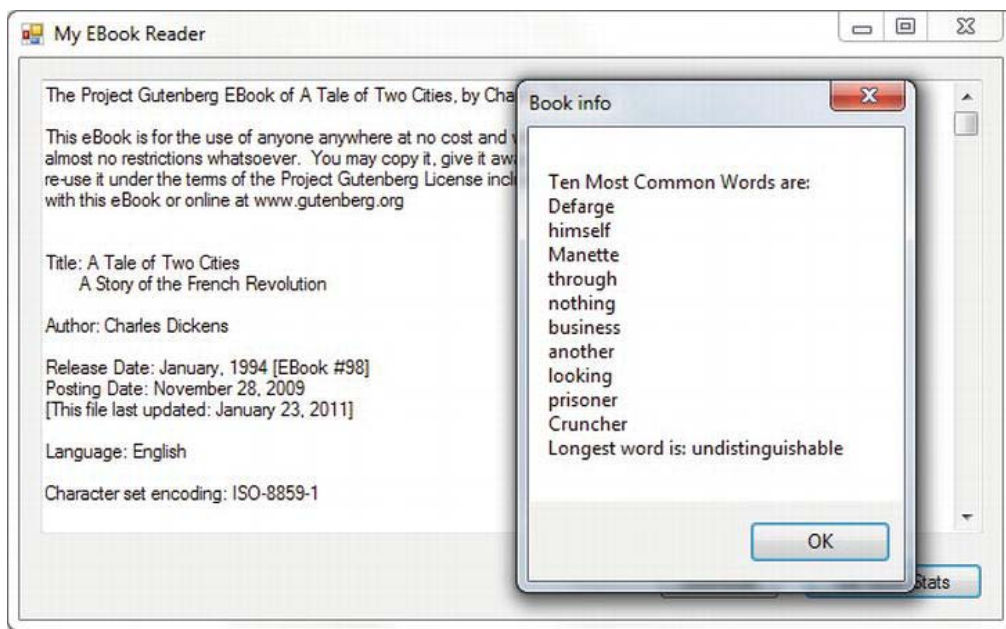 My EBook Reader
The Project Gutenberg EBook of A Tale of Two Cities, by Cha
This eBook is for the use of anyone anywhere at no cost and
almost no restrictions whatsoever. You may copy it, give it
re-use it under the terms of the Project Gutenberg License
with this eBook or online at www.gutenberg.org
Title: A Tale of Two Cities
A Story of the French Revolution
Author: Charles Dickens
Release Date: January, 1994 [EBook #98]
Posting Date: November 28, 2009
[This file last updated: January 23, 2011]
Language: English
Character set encoding: ISO-8859-1
Book info
Ten Most Common Words are:
Defarge
himself
Manette
through
nothing
business
another
looking
prisoner
Cruncher
Longest word is: undistinguishable
OK
Stats